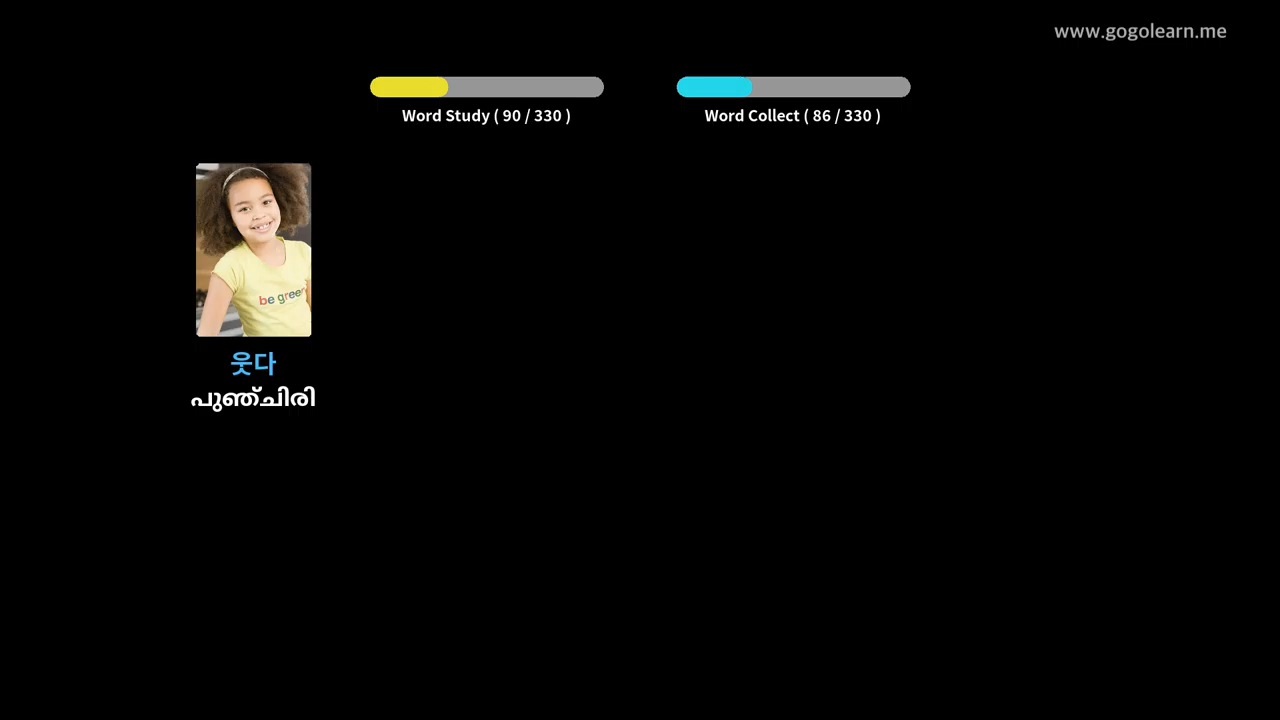 www.gogolearn.me
Word Study ( 90 / 330 )
Word Collect ( 86 / 330 )
be green
웃다
പുഞ്ചിരി